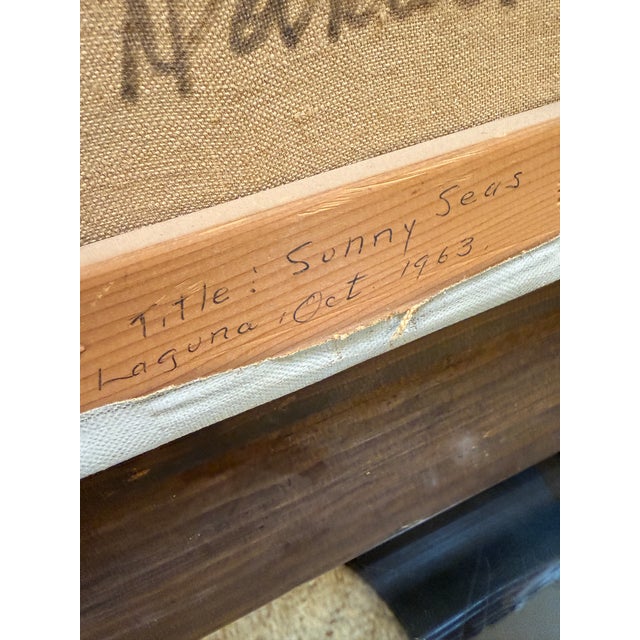 Title: Sunny Seas
Laguna, Oct. 1963.